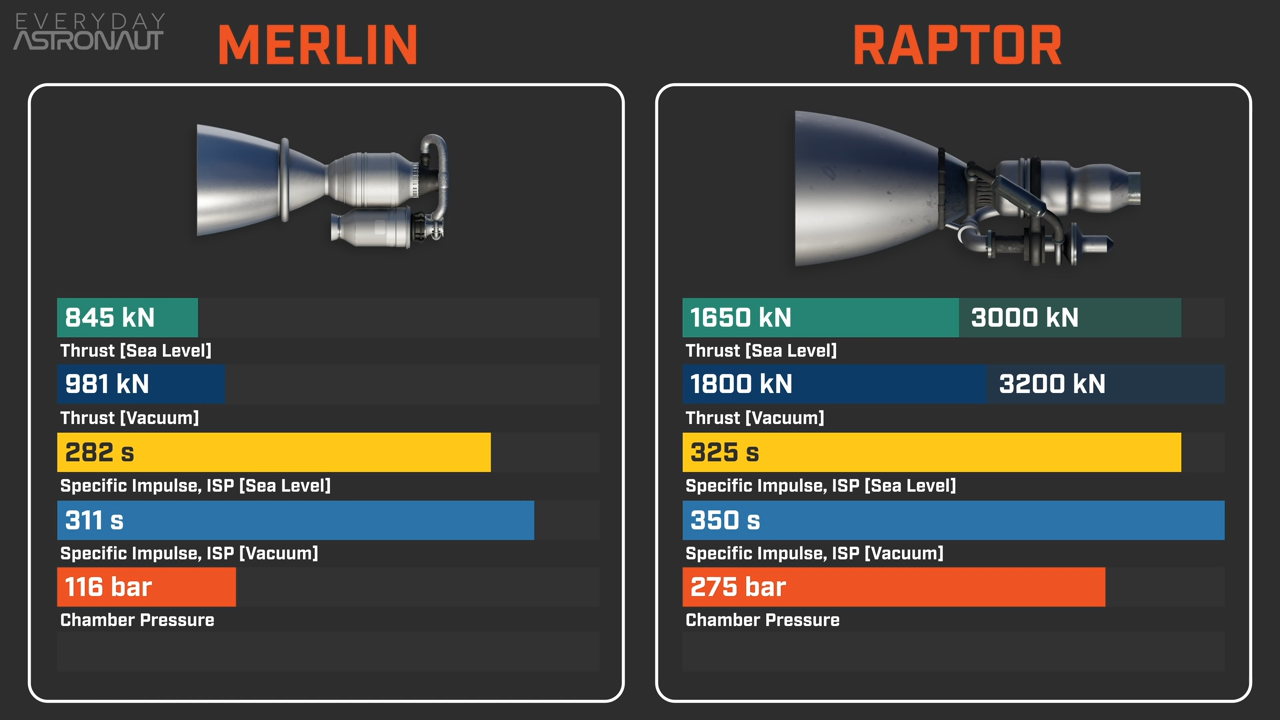 EVERYDAY
ASTRONAUT
MERLIN
845 kN
Thrust [Sea Level]
981 kN
Thrust [Vacuum]
282 s
Specific Impulse, ISP [Sea Level]
311 s
Specific Impulse, ISP [Vacuum]
116 bar
Chamber Pressure
RAPTOR
1650 kN 3000 kN
Thrust [Sea Level]
1800 kN 3200 kN
Thrust [Vacuum]
325 s
Specific Impulse, ISP [Sea Level]
350 s
Specific Impulse, ISP [Vacuum]
275 bar
Chamber Pressure